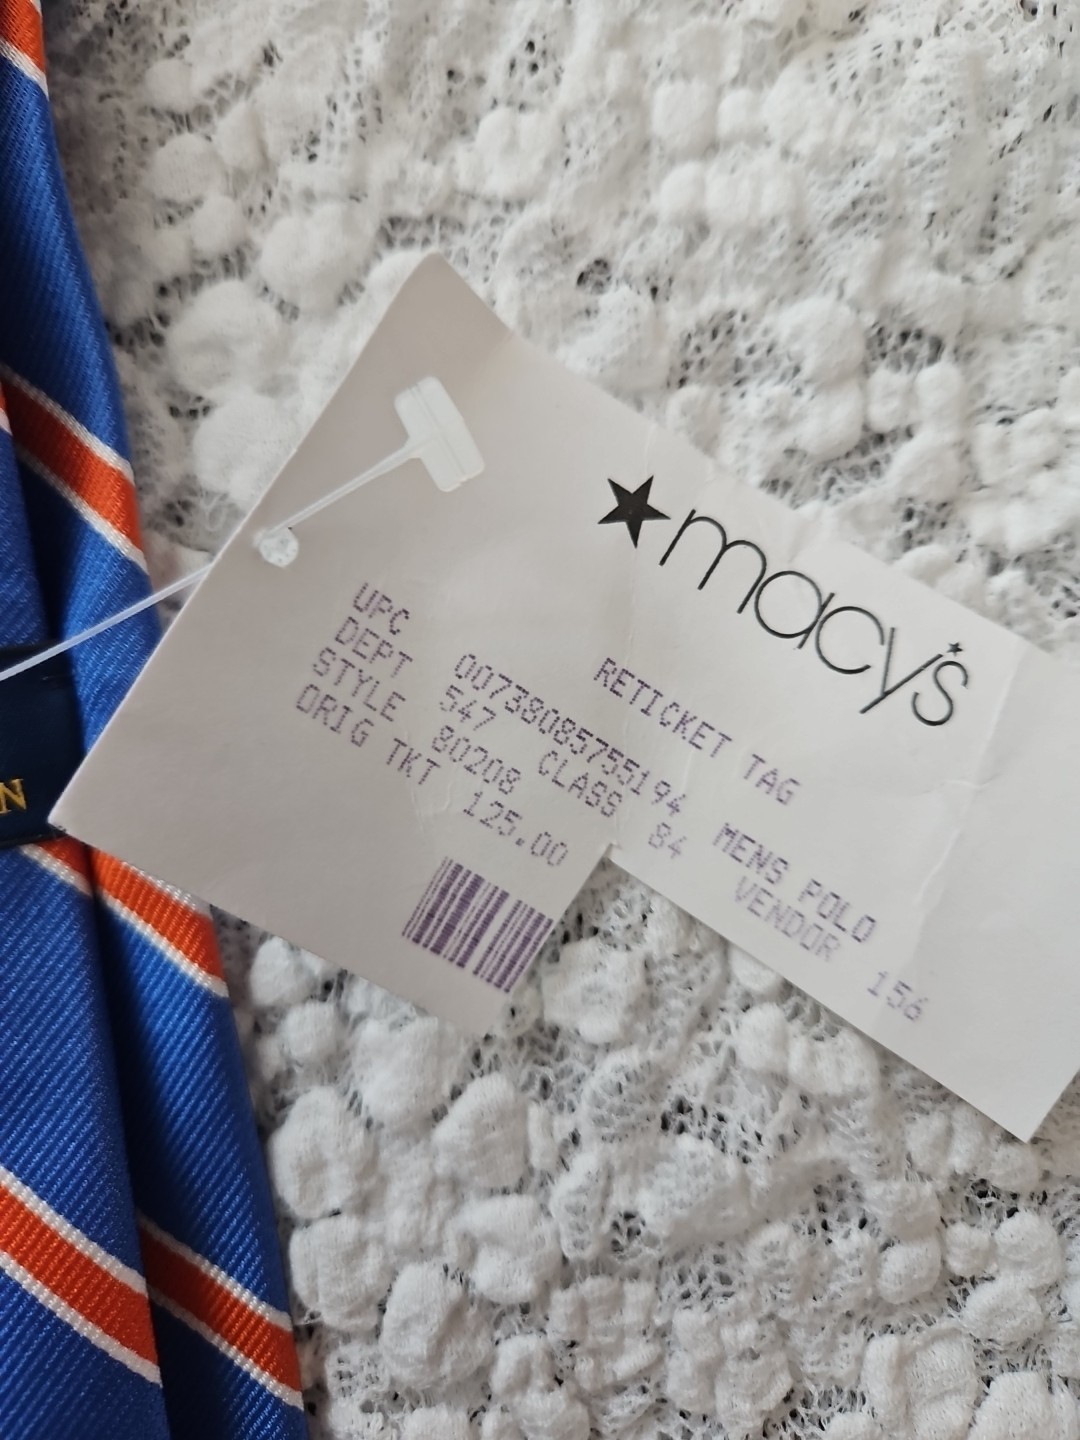 macy's
RETICKET TAG
UPC 00738085755194 MENS POLO
DEPT 547 CLASS 84 VENDOR 156
STYLE 80208
ORIG TKT 125.00
N